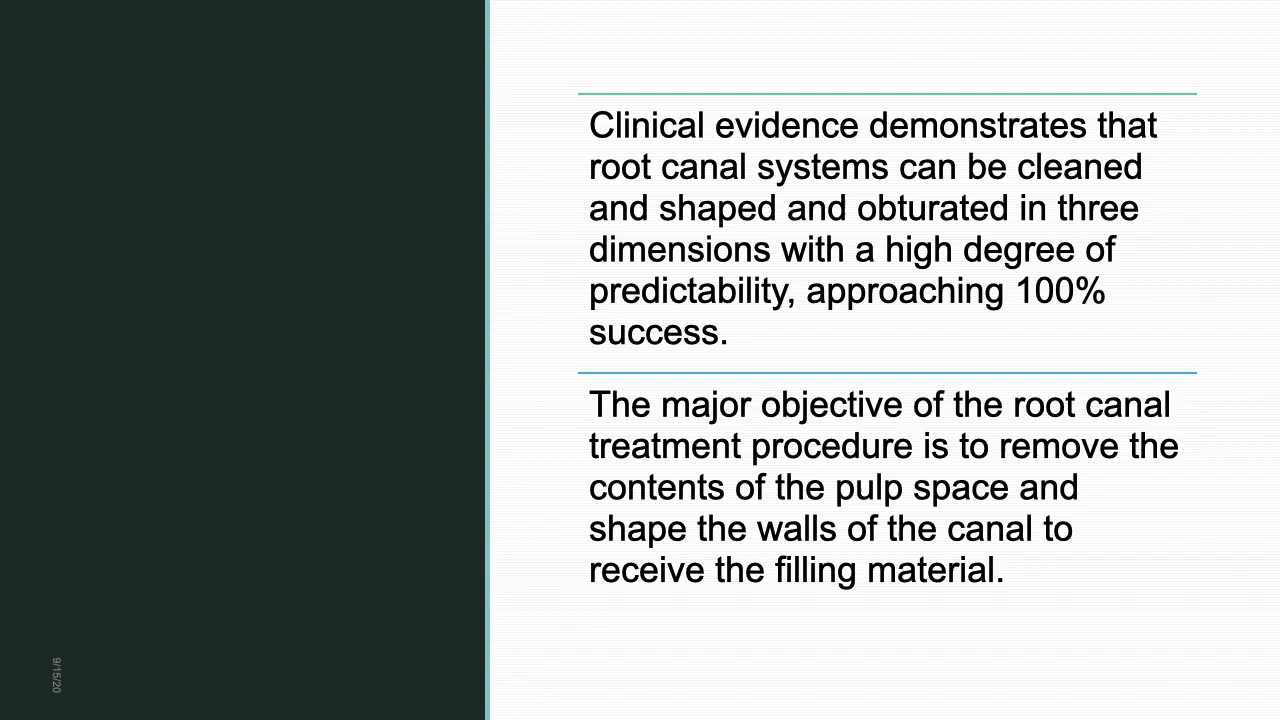 Clinical evidence demonstrates that
root canal systems can be cleaned
and shaped and obturated in three
dimensions with a high degree of
predictability, approaching 100%
success.
The major objective of the root canal
treatment procedure is to remove the
contents of the pulp space and
shape the walls of the canal to
receive the filling material.
9/15/20